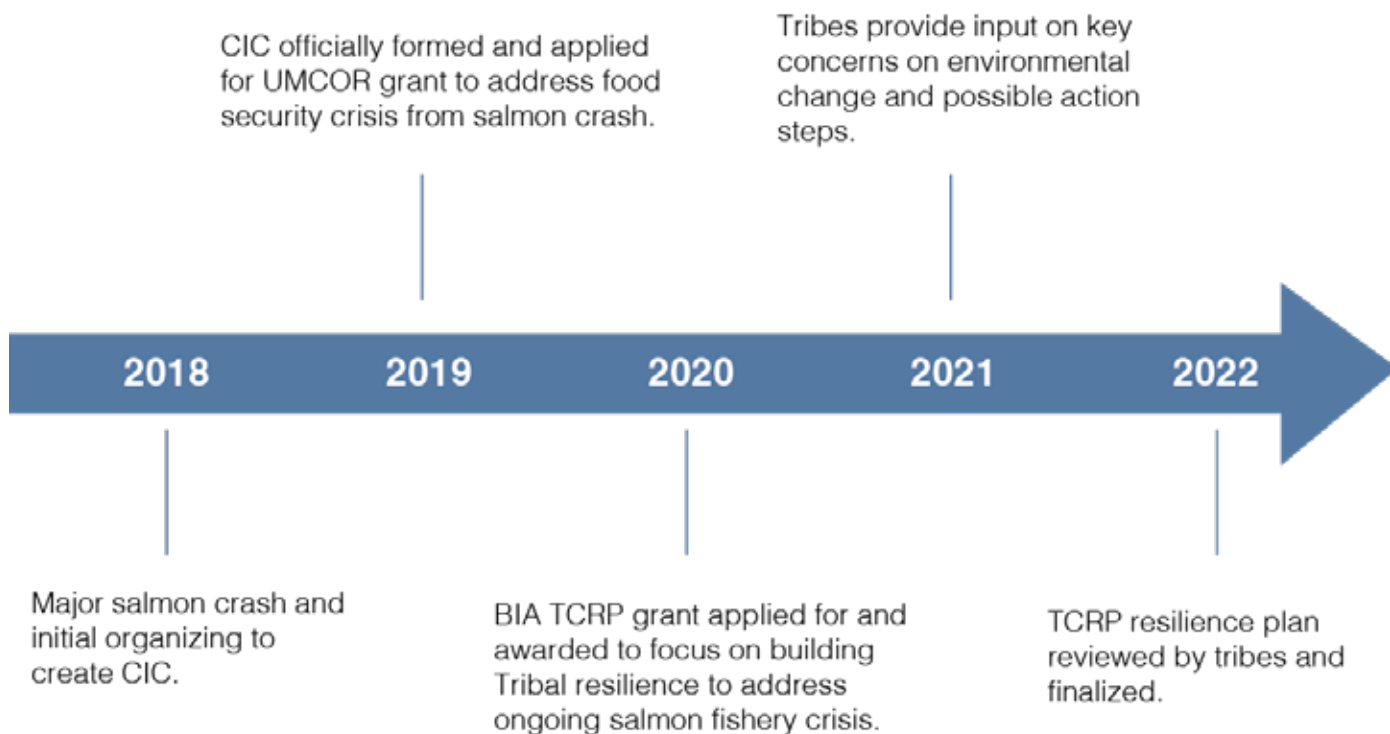 CIC officially formed and applied
for UMCOR grant to address food
security crisis from salmon crash.
Tribes provide input on key
concerns on environmental
change and possible action
steps.
2018
2019
2020
2021
2022
Major salmon crash and
initial organizing to
create CIC.
BIA TCRP grant applied for and
awarded to focus on building
Tribal resilience to address
ongoing salmon fishery crisis.
TCRP resilience plan
reviewed by tribes and
finalized.